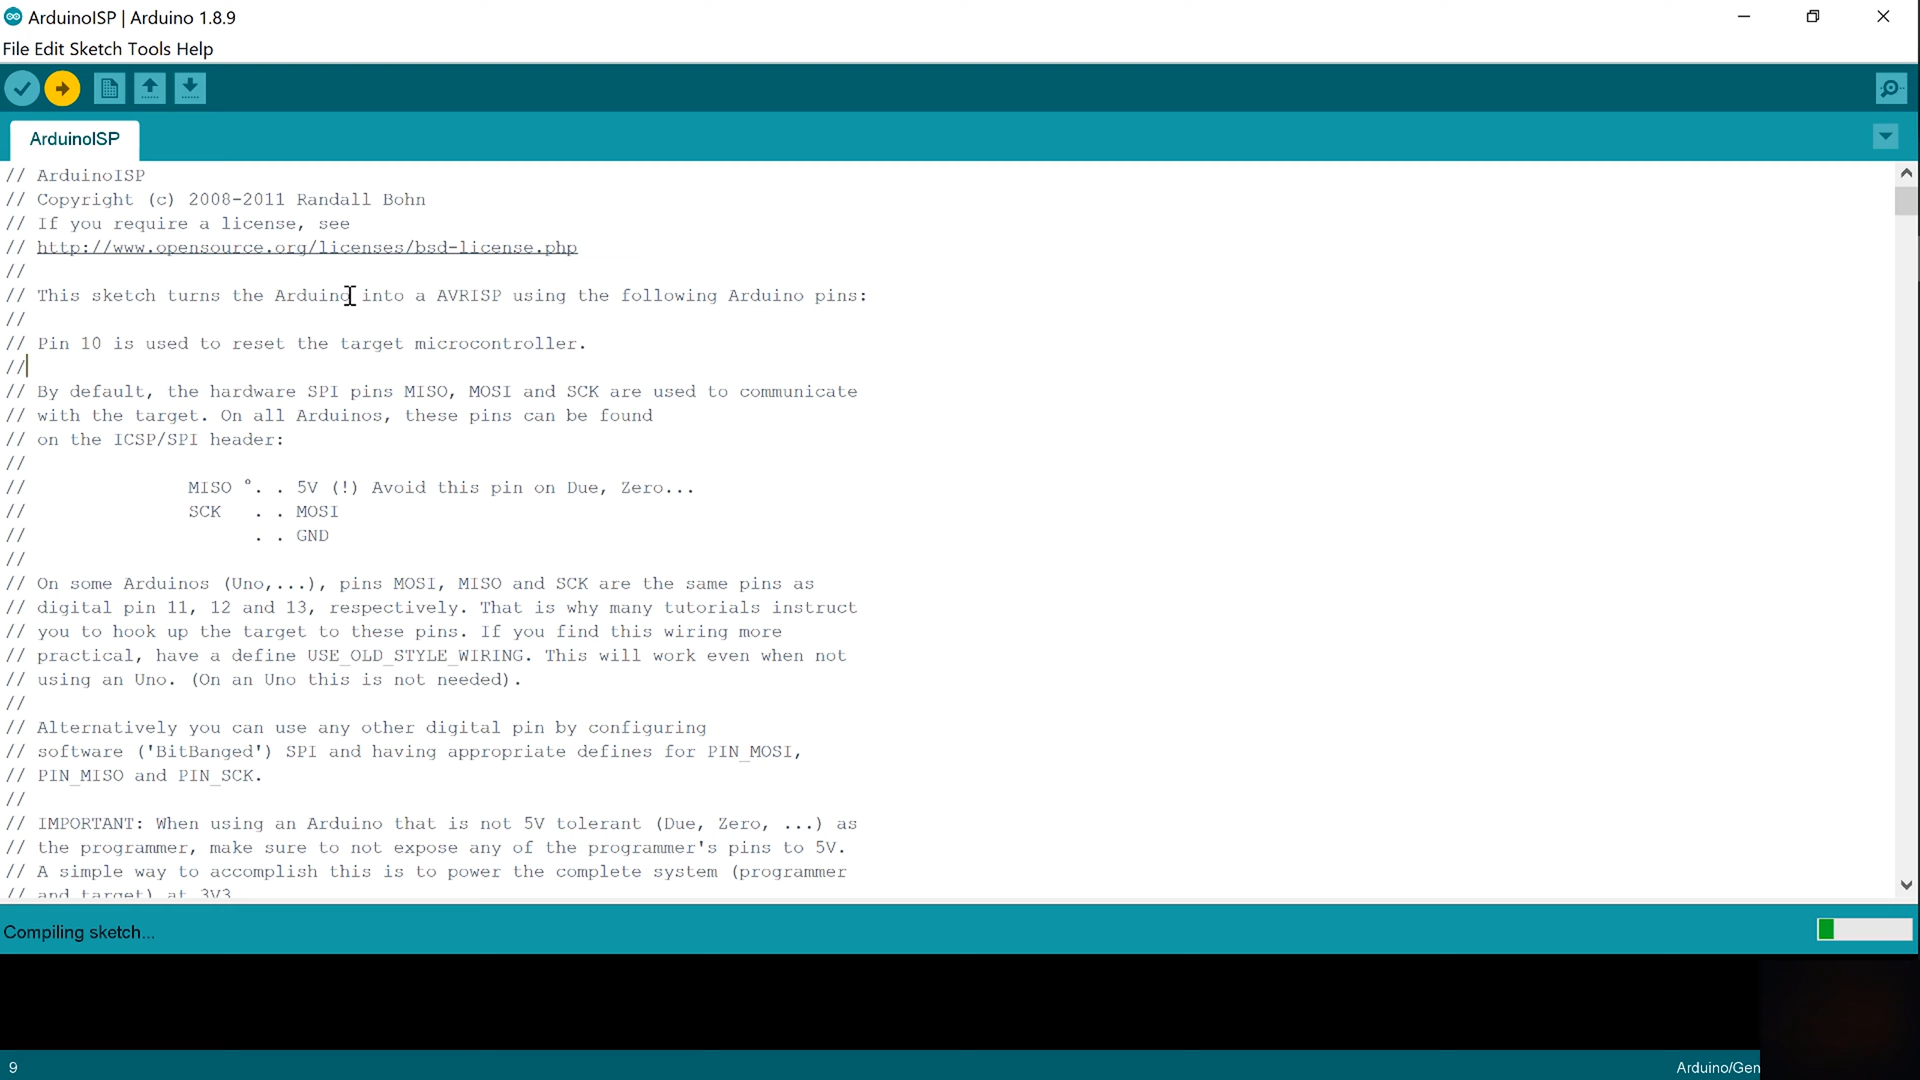 ArduinoISP | Arduino 1.8.9
File Edit Sketch Tools Help
ArduinoISP
// ArduinoISP
// Copyright (c) 2008-2011 Randall Bohn
// If you require a license, see
// http://www.opensource.org/licenses/bsd-license.php
//
// This sketch turns the Arduino into a AVRISP using the following Arduino pins:
//
// Pin 10 is used to reset the target microcontroller.
//
// By default, the hardware SPI pins MISO, MOSI and SCK are used to communicate
// with the target. On all Arduinos, these pins can be found
// on the ICSP/SPI header:
//
// MISO °. . 5V (!) Avoid this pin on Due, Zero...
// SCK . . MOSI
// . . GND
//
// On some Arduinos (Uno,...), pins MOSI, MISO and SCK are the same pins as
// digital pin 11, 12 and 13, respectively. That is why many tutorials instruct
// you to hook up the target to these pins. If you find this wiring more
// practical, have a define USE_OLD_STYLE_WIRING. This will work even when not
// using an Uno. (On an Uno this is not needed).
//
// Alternatively you can use any other digital pin by configuring
// software ('BitBanged') SPI and having appropriate defines for PIN_MOSI,
// PIN_MISO and PIN_SCK.
//
// IMPORTANT: When using an Arduino that is not 5V tolerant (Due, Zero, ...) as
// the programmer, make sure to not expose any of the programmer's pins to 5V.
// A simple way to accomplish this is to power the complete system (programmer
// and target) at 3V3
Compiling sketch...
9
Arduino/Gen